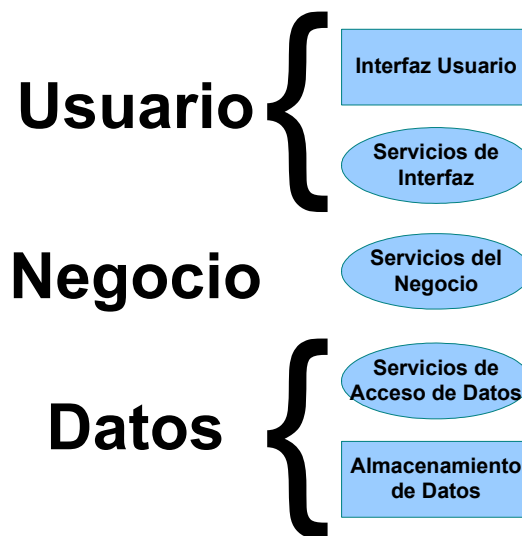 Usuario
Interfaz Usuario
Servicios de
Interfaz
Negocio
Servicios del
Negocio
Datos
Servicios de
Acceso de Datos
Almacenamiento
de Datos